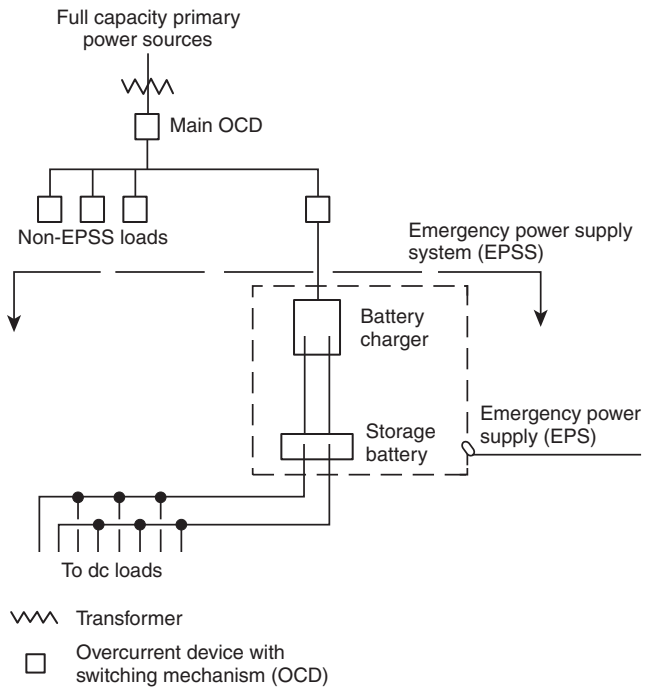 Full capacity primary
power sources
Main OCD
Non-EPSS loads
Emergency power supply
system (EPSS)
Battery
charger
Emergency power
supply (EPS)
Storage
battery
To dc loads
Transformer
Overcurrent device with
switching mechanism (OCD)